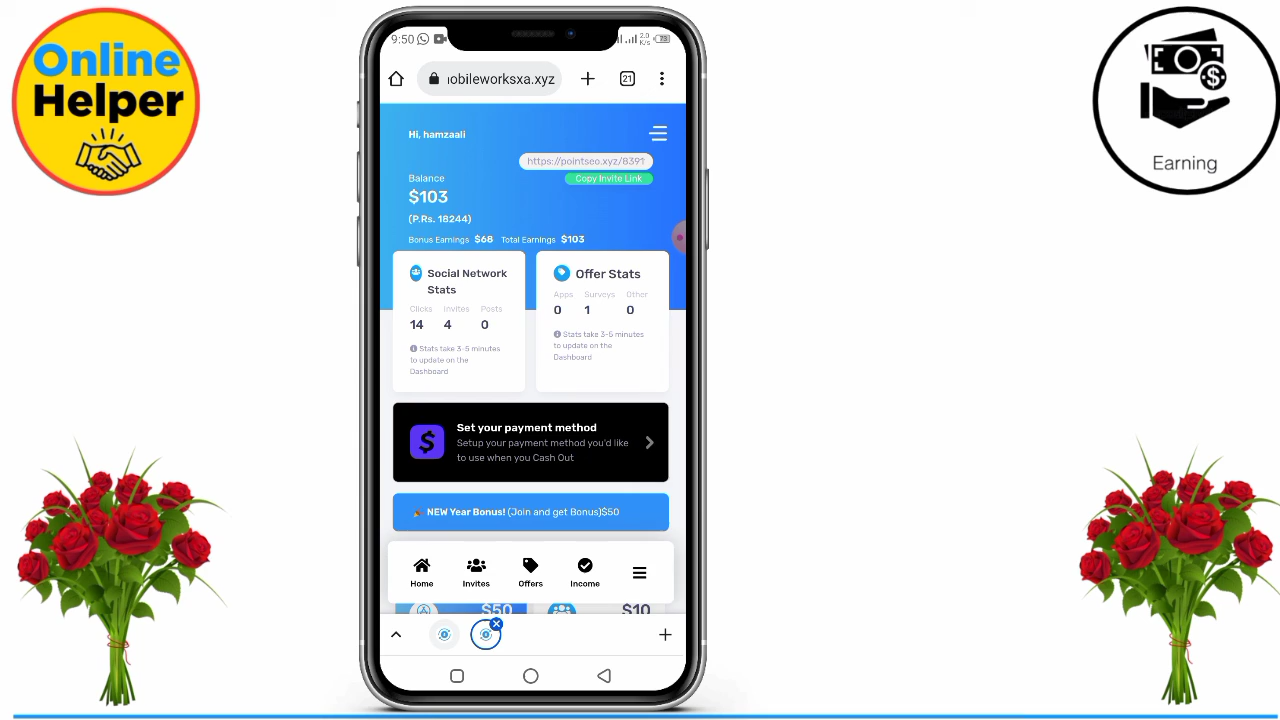 Online
Helper
Earning
9:50
2.0
K/S
73
obileworksxa.xyz
21
Hi, hamzaali
https://pointseo.xyz/8391
Copy Invite Link
Balance
$103
(P.Rs. 18244)
Bonus Earnings $68 Total Earnings $103
Social Network
Stats
Clicks Invites Posts
14 4 0
Stats take 3-5 minutes
to update on the
Dashboard
Offer Stats
Apps Surveys Other
0 1 0
Stats take 3-5 minutes
to update on the
Dashboard
$
Set your payment method
Setup your payment method you'd like
to use when you Cash Out
NEW Year Bonus! (Join and get Bonus)$50
Home Invites Offers Income
$50 $10